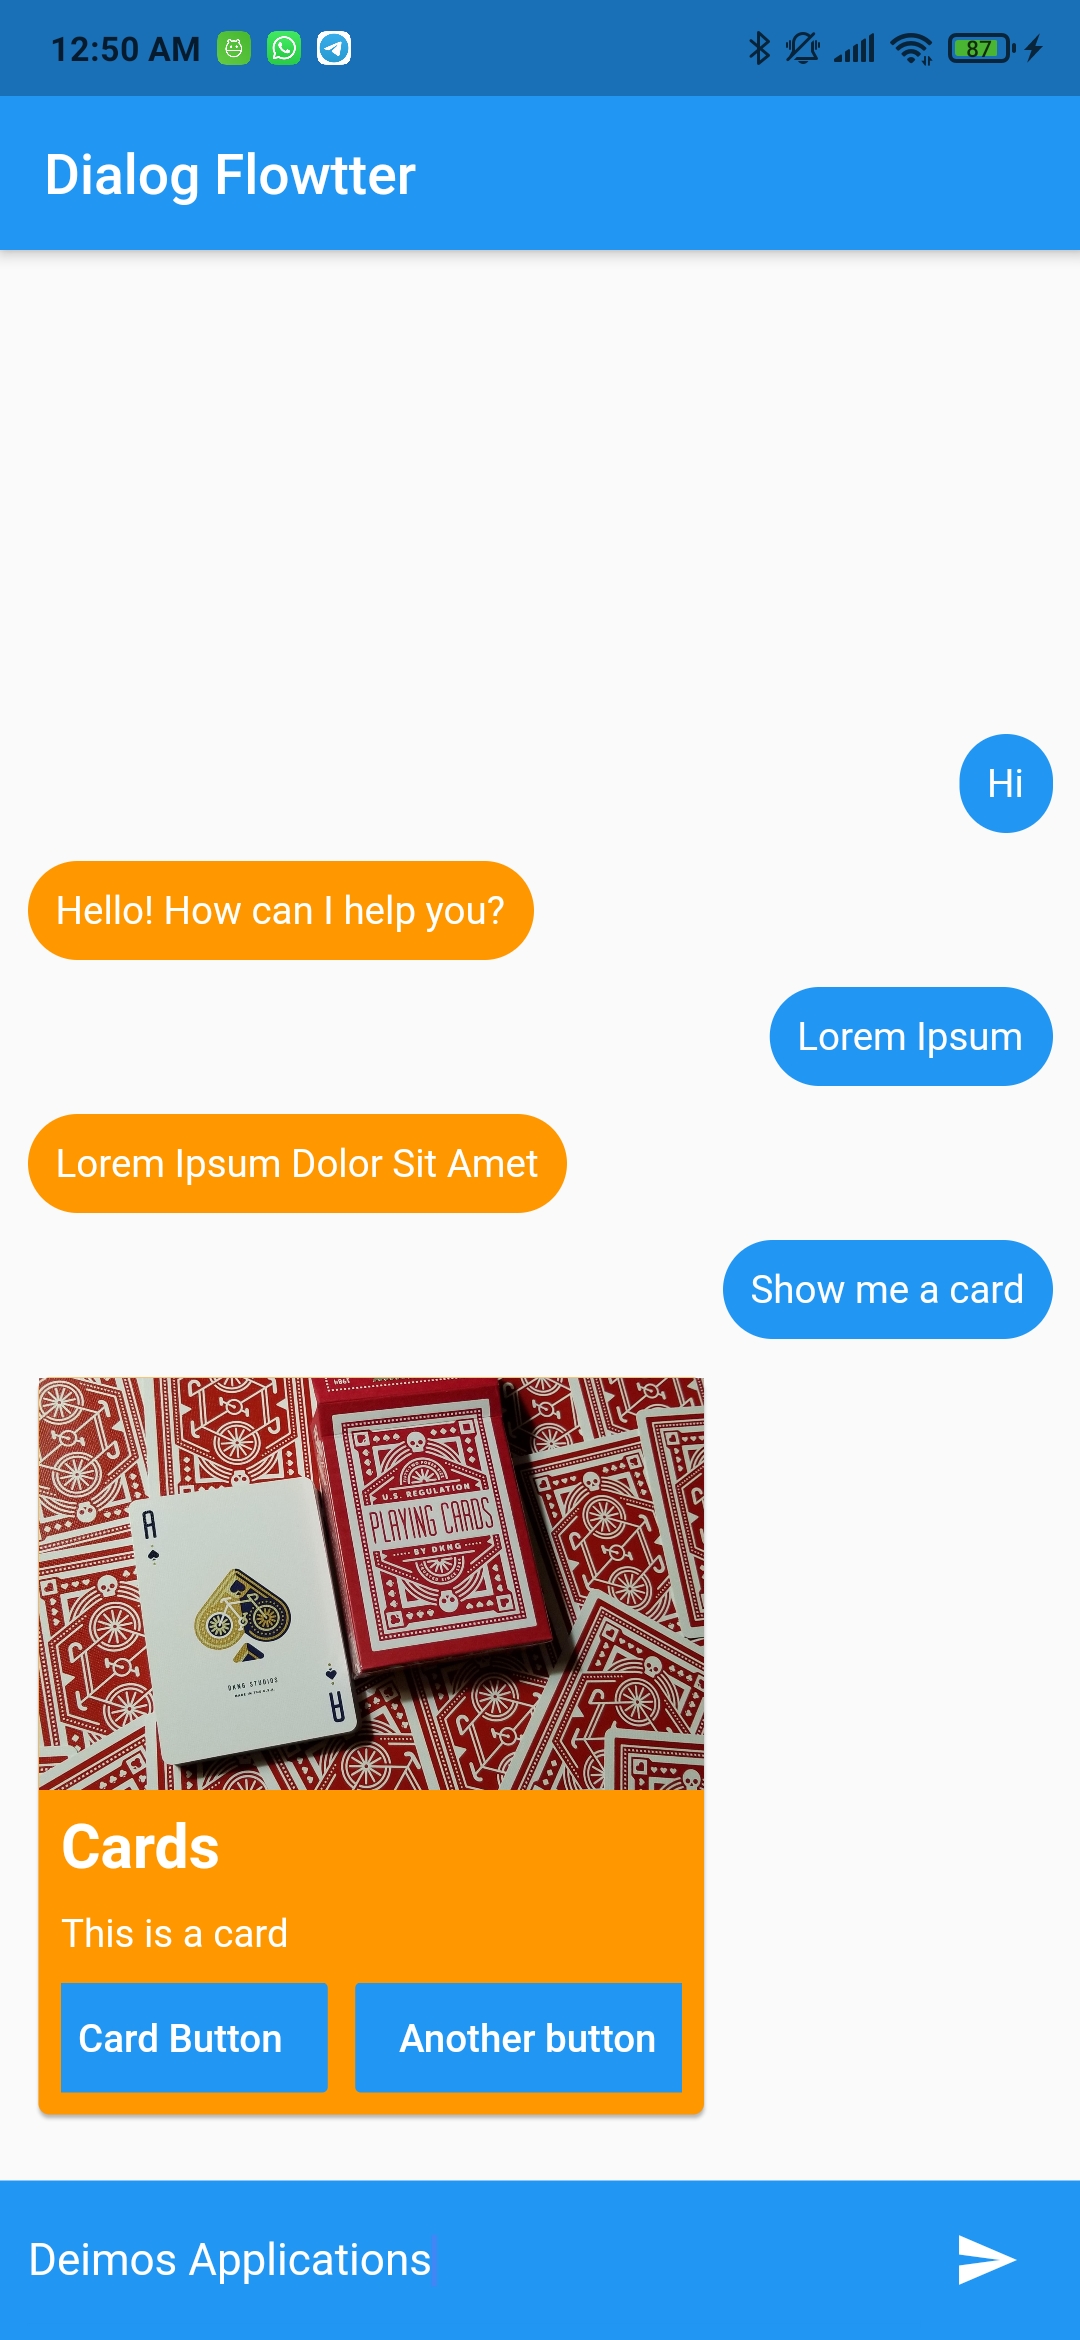 12:50 AM
87
Dialog Flowtter
Hi
Hello! How can I help you?
Lorem Ipsum
Lorem Ipsum Dolor Sit Amet
Show me a card
U.S. REGULATION
PLAYING CARDS
BY DKNG
A
DKNG STUDIOS
A
Cards
This is a card
Card Button
Another button
Deimos Applications